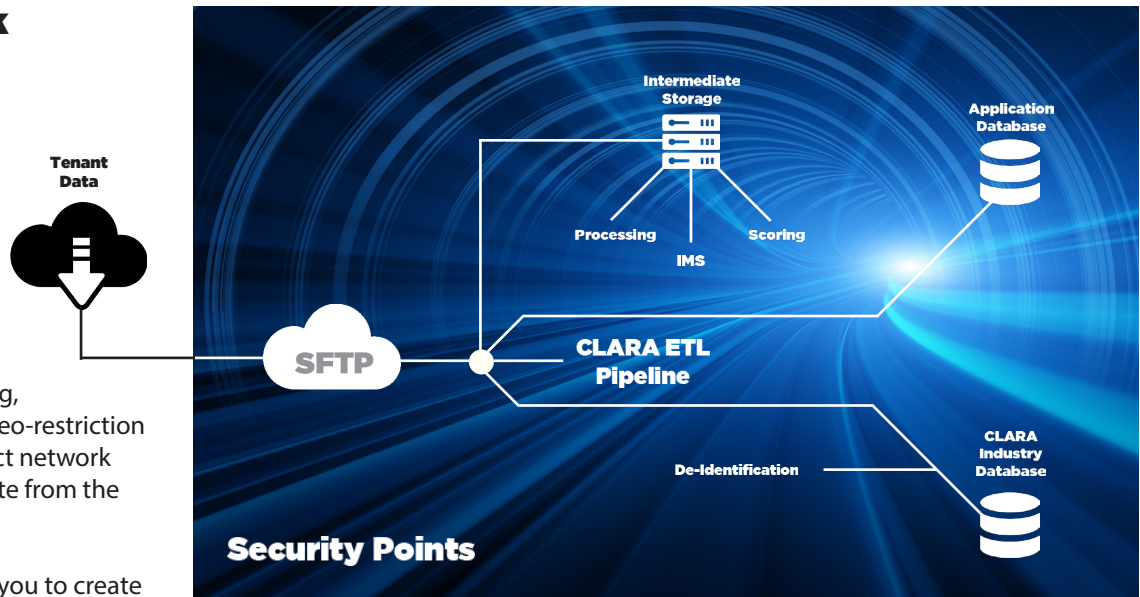 k
Tenant
Data
g,
eo-restriction
ct network
te from the
you to create
Intermediate
Storage
Processing
IMS
Scoring
Application
Database
SFTP
CLARA ETL
Pipeline
De-Identification
CLARA
Industry
Database
Security Points